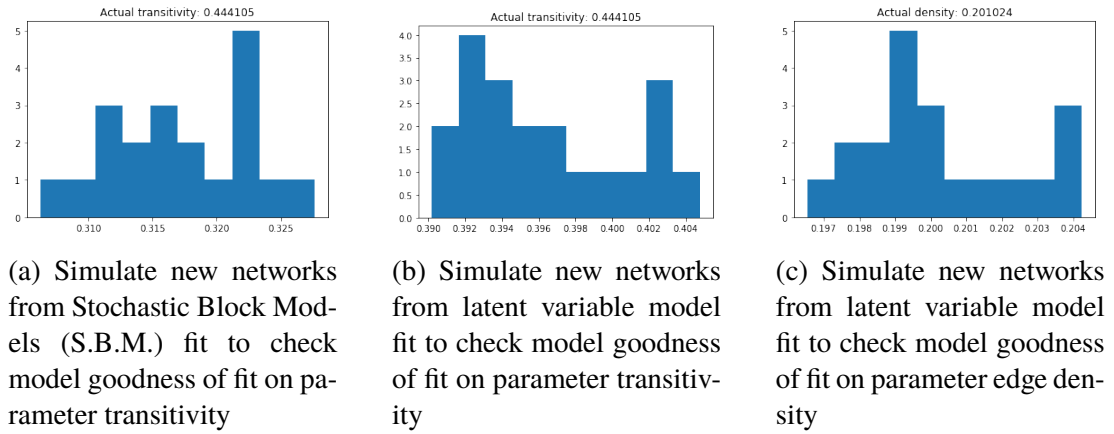 Actual transitivity: 0.444105
5
4
3
2
1
0
0.310 0.315 0.320 0.325
(a) Simulate new networks
from Stochastic Block Mod-
els (S.B.M.) fit to check
model goodness of fit on pa-
rameter transitivity
Actual transitivity: 0.444105
4.0
3.5
3.0
2.5
2.0
1.5
1.0
0.5
0.0
0.390 0.392 0.394 0.396 0.398 0.400 0.402 0.404
(b) Simulate new networks
from latent variable model
fit to check model goodness
of fit on parameter transitiv-
ity
Actual density: 0.201024
5
4
3
2
1
0
0.197 0.198 0.199 0.200 0.201 0.202 0.203 0.204
(c) Simulate new networks
from latent variable model
fit to check model goodness
of fit on parameter edge den-
sity